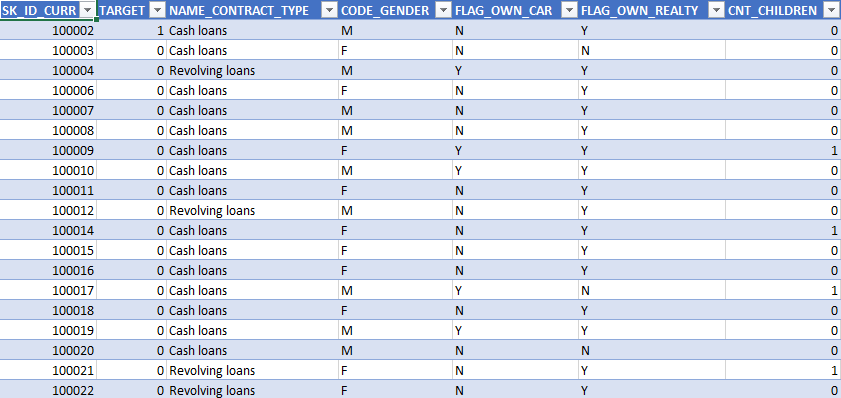 SK_ID_CURR TARGET NAME_CONTRACT_TYPE CODE_GENDER FLAG_OWN_CAR FLAG_OWN_REALTY CNT_CHILDREN
100002 1 Cash loans M N Y 0
100003 0 Cash loans F N N 0
100004 0 Revolving loans M Y Y 0
100006 0 Cash loans F N Y 0
100007 0 Cash loans M N Y 0
100008 0 Cash loans M N Y 0
100009 0 Cash loans F Y Y 1
100010 0 Cash loans M Y Y 0
100011 0 Cash loans F N Y 0
100012 0 Revolving loans M N Y 0
100014 0 Cash loans F N Y 1
100015 0 Cash loans F N Y 0
100016 0 Cash loans F N Y 0
100017 0 Cash loans M Y N 1
100018 0 Cash loans F N Y 0
100019 0 Cash loans M Y Y 0
100020 0 Cash loans M N N 0
100021 0 Revolving loans F N Y 1
100022 0 Revolving loans F N Y 0